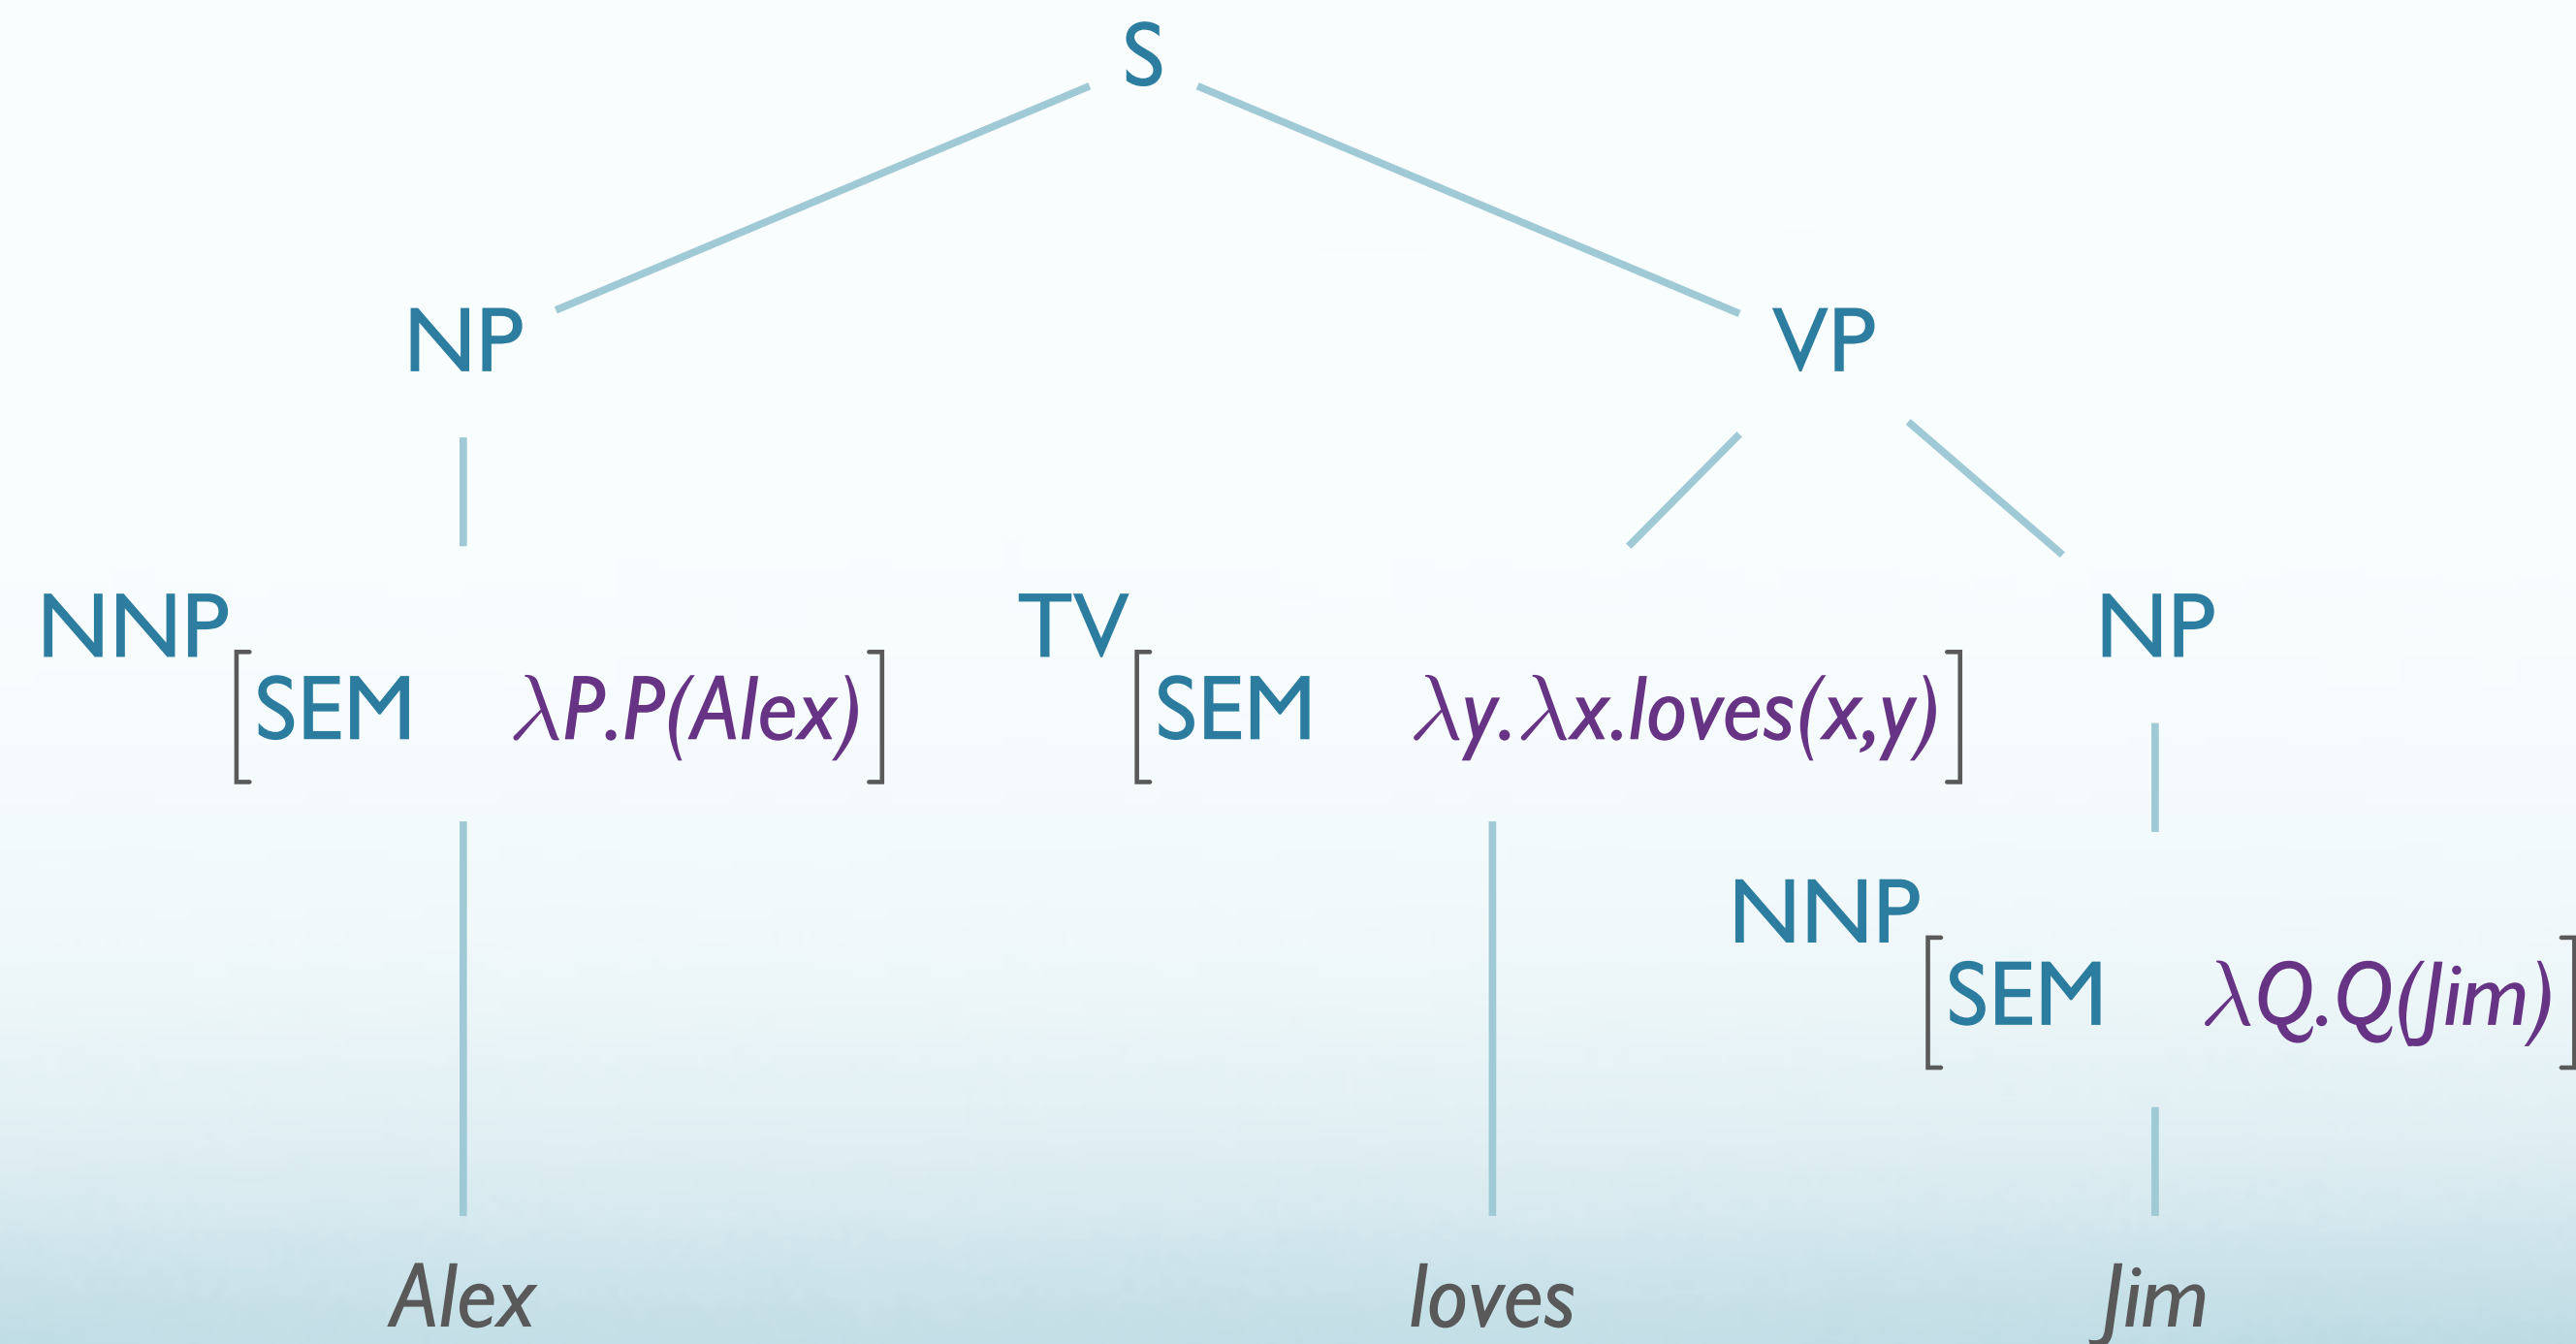 S
NP VP
NNP[SEM λP.P(Alex)] TV[SEM λy.λx.loves(x,y)] NP
NNP[SEM λQ.Q(Jim)]
Alex loves Jim